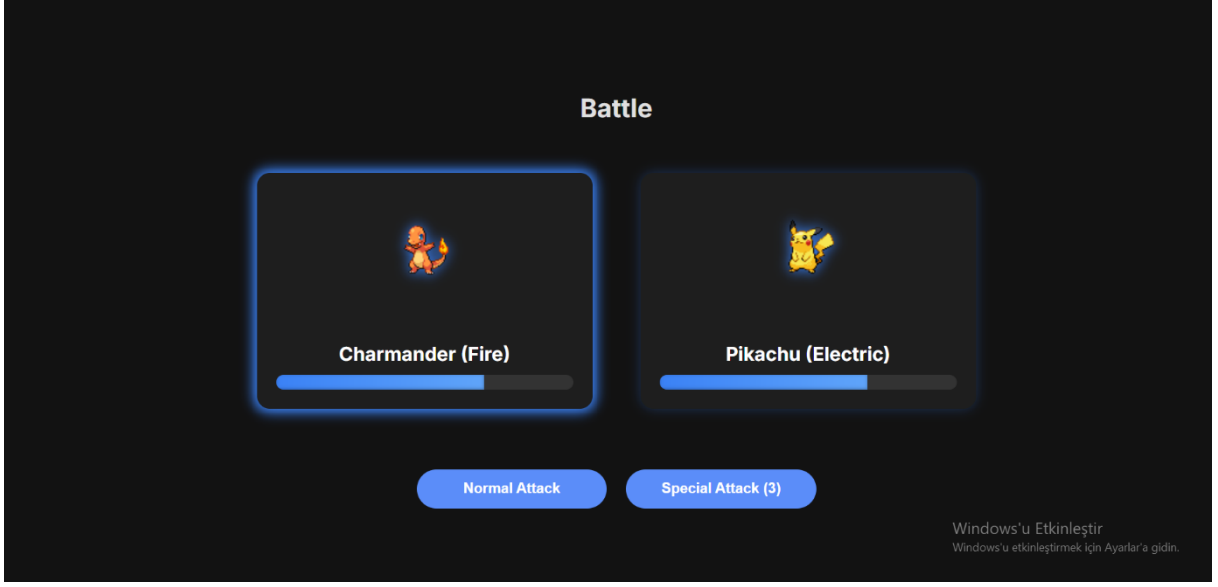 Battle
Charmander (Fire)
Pikachu (Electric)
Normal Attack
Special Attack (3)
Windows'u Etkinleştir
Windows'u etkinleştirmek için Ayarlar'a gidin.